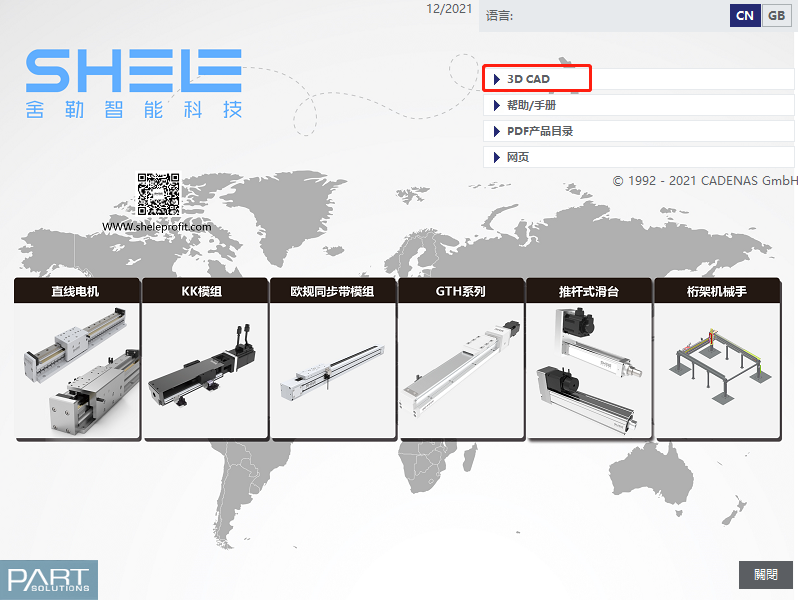 12/2021
语言:
CN
GB
SHELE
舍勒智能科技
3D CAD
帮助/手册
PDF产品目录
网页
© 1992 - 2021 CADENAS GmbH
WWW.sheleprofit.com
直线电机
KK模组
欧规同步带模组
GTH系列
推杆式滑台
桁架机械手
PART
SOLUTIONS
關閉